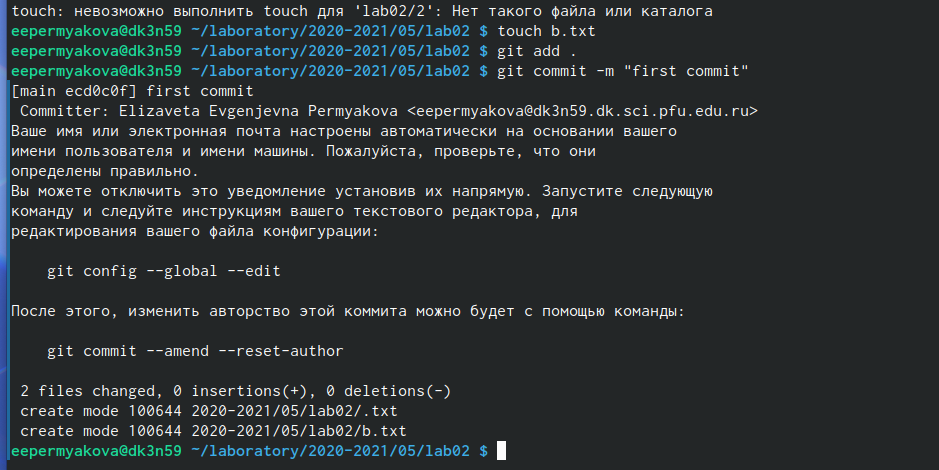 touch: невозможно выполнить touch для 'lab02/2': Нет такого файла или каталога
eepermyakova@dk3n59 ~/laboratory/2020-2021/05/lab02 $ touch b.txt
eepermyakova@dk3n59 ~/laboratory/2020-2021/05/lab02 $ git add .
eepermyakova@dk3n59 ~/laboratory/2020-2021/05/lab02 $ git commit -m "first commit"
[main ecd0c0f] first commit
 Committer: Elizaveta Evgenjevna Permyakova <eepermyakova@dk3n59.dk.sci.pfu.edu.ru>
Ваше имя или электронная почта настроены автоматически на основании вашего
имени пользователя и имени машины. Пожалуйста, проверьте, что они
определены правильно.
Вы можете отключить это уведомление установив их напрямую. Запустите следующую
команду и следуйте инструкциям вашего текстового редактора, для
редактирования вашего файла конфигурации:
    git config --global --edit
После этого, изменить авторство этой коммита можно будет с помощью команды:
    git commit --amend --reset-author
 2 files changed, 0 insertions(+), 0 deletions(-)
 create mode 100644 2020-2021/05/lab02/.txt
 create mode 100644 2020-2021/05/lab02/b.txt
eepermyakova@dk3n59 ~/laboratory/2020-2021/05/lab02 $